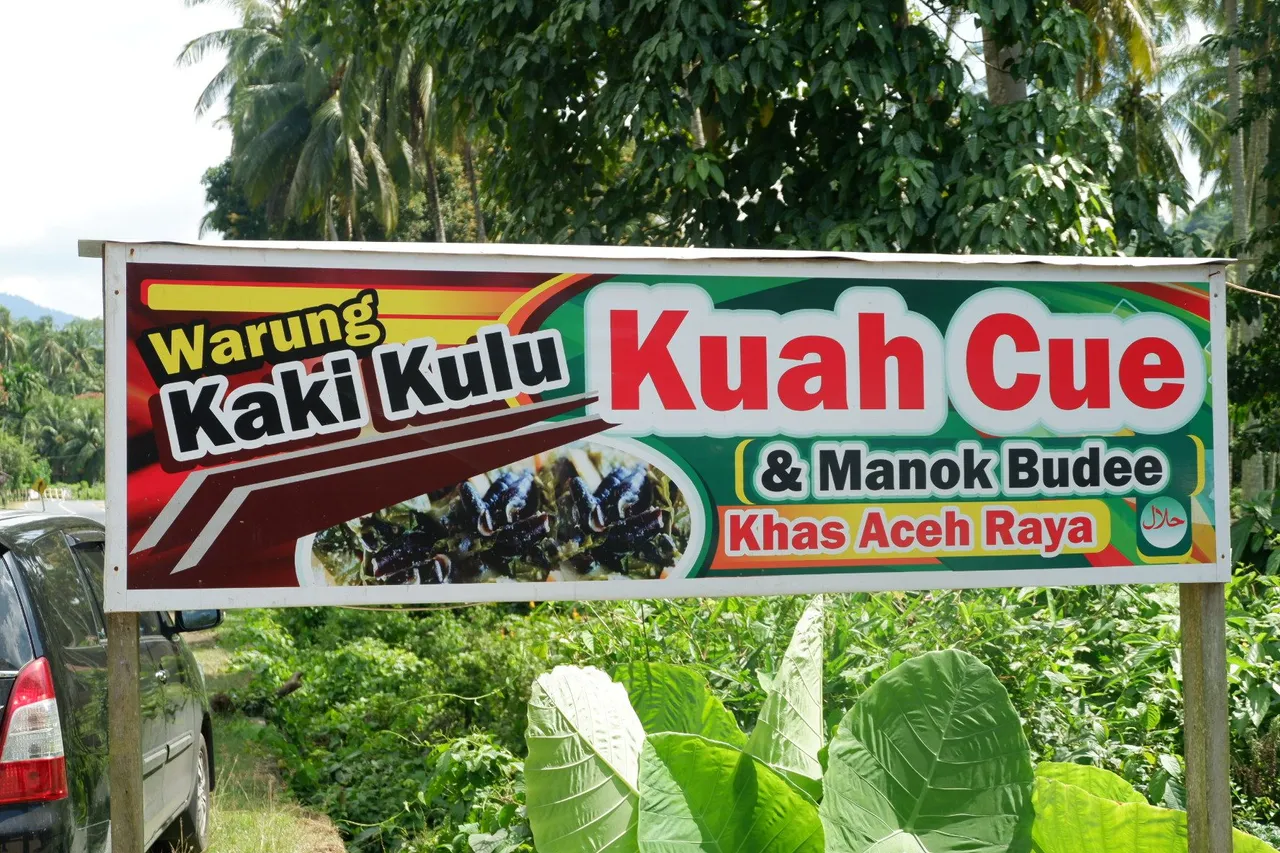 Warung
Kaki Kulu
Kuah Cue
& Manok Budee
Khas Aceh Raya
حلال